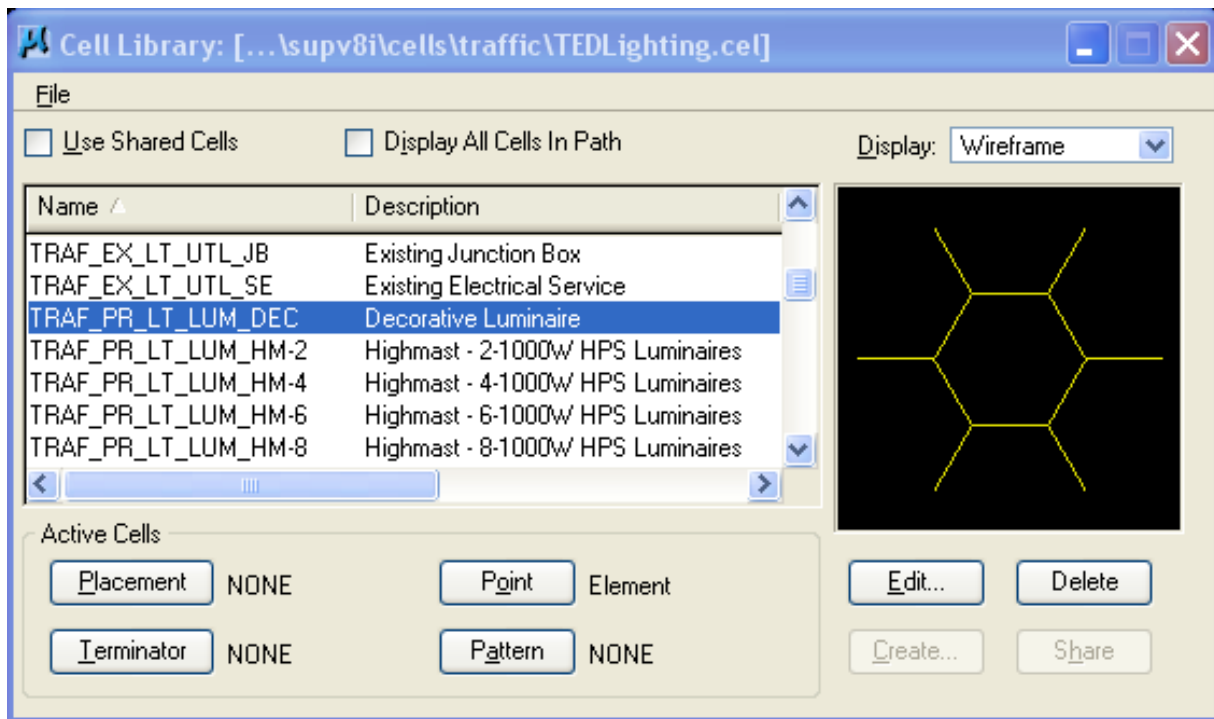 Cell Library: [...\supv8i\cells\traffic\TEDLighting.cel]
File
Use Shared Cells Display All Cells In Path Display: Wireframe
Name Description
TRAF_EX_LT_UTL_JB Existing Junction Box
TRAF_EX_LT_UTL_SE Existing Electrical Service
TRAF_PR_LT_LUM_DEC Decorative Luminaire
TRAF_PR_LT_LUM_HM-2 Highmast - 2-1000W HPS Luminaires
TRAF_PR_LT_LUM_HM-4 Highmast - 4-1000W HPS Luminaires
TRAF_PR_LT_LUM_HM-6 Highmast - 6-1000W HPS Luminaires
TRAF_PR_LT_LUM_HM-8 Highmast - 8-1000W HPS Luminaires
Active Cells
Placement NONE Point Element Edit... Delete
Terminator NONE Pattern NONE Create... Share